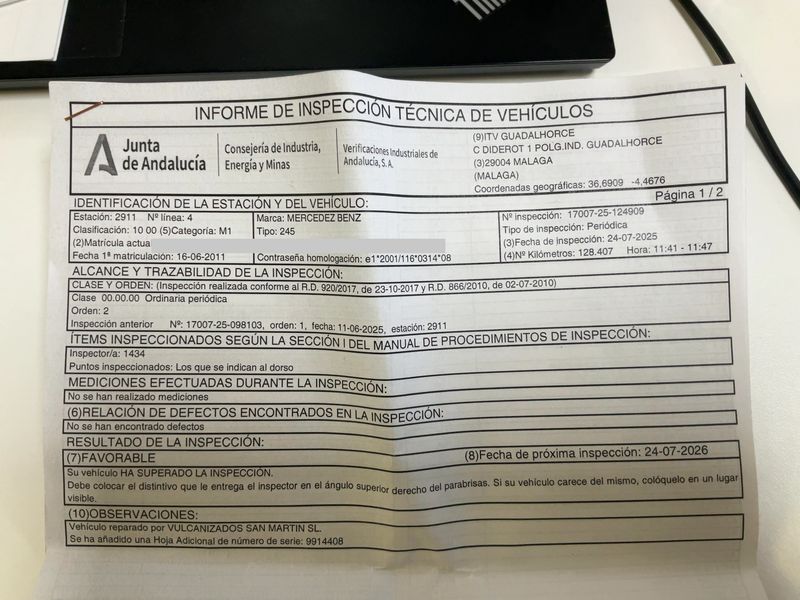 INFORME DE INSPECCIÓN TÉCNICA DE VEHÍCULOS
Junta de Andalucía
Consejería de Industria, Energía y Minas
Verificaciones Industriales de Andalucía, S.A.
(9)ITV GUADALHORCE
C DIDEROT 1 POLG.IND. GUADALHORCE
(3)29004 MALAGA
(MALAGA)
Coordenadas geográficas: 36,6909 -4,4676
IDENTIFICACIÓN DE LA ESTACIÓN Y DEL VEHÍCULO:
Página 1 / 2
Estación: 2911 Nº línea: 4
Clasificación: 10 00 (5)Categoría: M1
(2)Matrícula actua
Fecha 1ª matriculación: 16-06-2011
Marca: MERCEDEZ BENZ
Tipo: 245
Contraseña homologación: e1*2001/116*0314*08
Nº inspección: 17007-25-124909
Tipo de inspección: Periódica
(3)Fecha de inspección: 24-07-2025
(4)Nº Kilómetros: 128.407 Hora: 11:41 - 11:47
ALCANCE Y TRAZABILIDAD DE LA INSPECCIÓN:
CLASE Y ORDEN: (Inspección realizada conforme al R.D. 920/2017, de 23-10-2017 y R.D. 866/2010, de 02-07-2010)
Clase 00.00.00 Ordinaria periódica
Orden: 2
Inspección anterior Nº: 17007-25-098103, orden: 1, fecha: 11-06-2025, estación: 2911
ÍTEMS INSPECCIONADOS SEGÚN LA SECCIÓN I DEL MANUAL DE PROCEDIMIENTOS DE INSPECCIÓN:
Inspector/a: 1434
Puntos inspeccionados: Los que se indican al dorso
MEDICIONES EFECTUADAS DURANTE LA INSPECCIÓN:
No se han realizado mediciones
(6)RELACIÓN DE DEFECTOS ENCONTRADOS EN LA INSPECCIÓN:
No se han encontrado defectos
RESULTADO DE LA INSPECCIÓN:
(7)FAVORABLE (8)Fecha de próxima inspección: 24-07-2026
Su vehículo HA SUPERADO LA INSPECCIÓN.
Debe colocar el distintivo que le entrega el inspector en el ángulo superior derecho del parabrisas. Si su vehículo carece del mismo, colóquelo en un lugar
visible.
(10)OBSERVACIONES:
Vehículo reparado por VULCANIZADOS SAN MARTIN SL.
Se ha añadido una Hoja Adicional de número de serie: 9914408